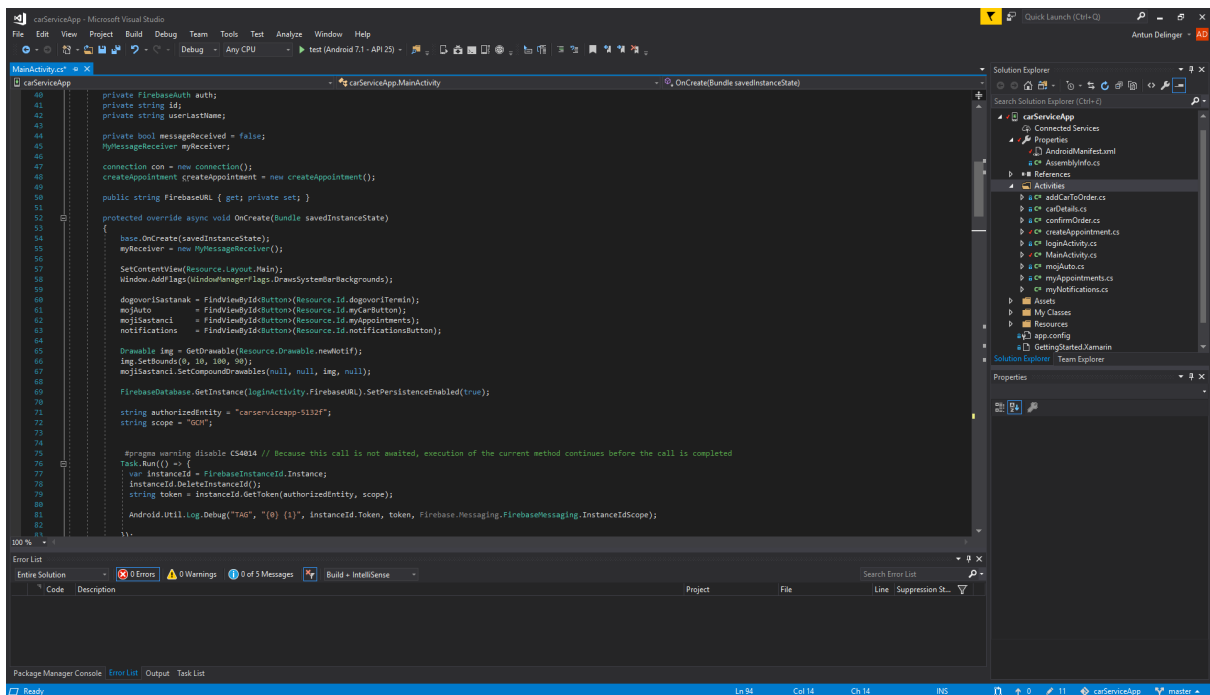 carServiceApp - Microsoft Visual Studio
Quick Launch (Ctrl+Q)
File Edit View Project Build Debug Team Tools Test Analyze Window Help
Antun Delinger AD
Debug Any CPU test (Android 7.1 - API 25)
MainActivity.cs*
carServiceApp carServiceApp.MainActivity OnCreate(Bundle savedInstanceState)
40 private FirebaseAuth auth;
41 private string id;
42 private string userLastName;
43
44 private bool messageReceived = false;
45 MyMessageReceiver myReceiver;
46
47 connection con = new connection();
48 createAppointment createAppointment = new createAppointment();
49
50 public string FirebaseURL { get; private set; }
51
52 protected override async void OnCreate(Bundle savedInstanceState)
53 {
54 base.OnCreate(savedInstanceState);
55 myReceiver = new MyMessageReceiver();
56
57 SetContentView(Resource.Layout.Main);
58 Window.AddFlags(WindowManagerFlags.DrawsSystemBarBackgrounds);
59
60 dogovoriSastanak = FindViewById<Button>(Resource.Id.dogovoriTermin);
61 mojAuto = FindViewById<Button>(Resource.Id.myCarButton);
62 mojiSastanci = FindViewById<Button>(Resource.Id.myAppointments);
63 notifications = FindViewById<Button>(Resource.Id.notificationsButton);
64
65 Drawable img = GetDrawable(Resource.Drawable.newNotif);
66 img.SetBounds(0, 10, 100, 90);
67 mojiSastanci.SetCompoundDrawables(null, null, img, null);
68
69 FirebaseDatabase.GetInstance(loginActivity.FirebaseURL).SetPersistenceEnabled(true);
70
71 string authorizedEntity = "carserviceapp-5132f";
72 string scope = "GCM";
73
74
75 #pragma warning disable CS4014 // Because this call is not awaited, execution of the current method continues before the call is completed
76 Task.Run(() => {
77 var instanceId = FirebaseInstanceId.Instance;
78 instanceId.DeleteInstanceId();
79 string token = instanceId.GetToken(authorizedEntity, scope);
80
81 Android.Util.Log.Debug("TAG", "{0} {1}", instanceId.Token, token, Firebase.Messaging.FirebaseMessaging.InstanceIdScope);
82
83 });
100 %
Solution Explorer
Search Solution Explorer (Ctrl+č)
carServiceApp
Connected Services
Properties
AndroidManifest.xml
AssemblyInfo.cs
References
Activities
addCarToOrder.cs
carDetails.cs
confirmOrder.cs
createAppointment.cs
loginActivity.cs
MainActivity.cs
mojAuto.cs
myAppointments.cs
myNotifications.cs
Assets
My Classes
Resources
app.config
GettingStarted.Xamarin
Solution Explorer Team Explorer
Properties
Error List
Entire Solution 0 Errors 0 Warnings 0 of 5 Messages Build + IntelliSense Search Error List
Code Description Project File Line Suppression St...
Package Manager Console Error List Output Task List
Ready Ln 94 Col 14 Ch 14 INS 0 11 carServiceApp master